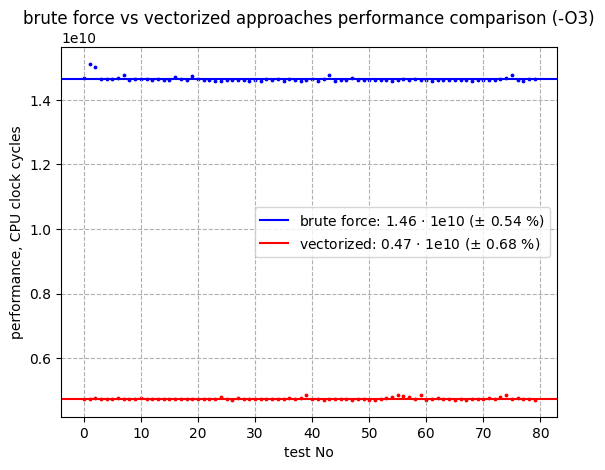 brute force vs vectorized approaches performance comparison (-O3)
1e10
1.4
1.2
1.0
0.8
0.6
performance, CPU clock cycles
brute force: 1.46 · 1e10 (± 0.54 %)
vectorized: 0.47 · 1e10 (± 0.68 %)
0 10 20 30 40 50 60 70 80
test No